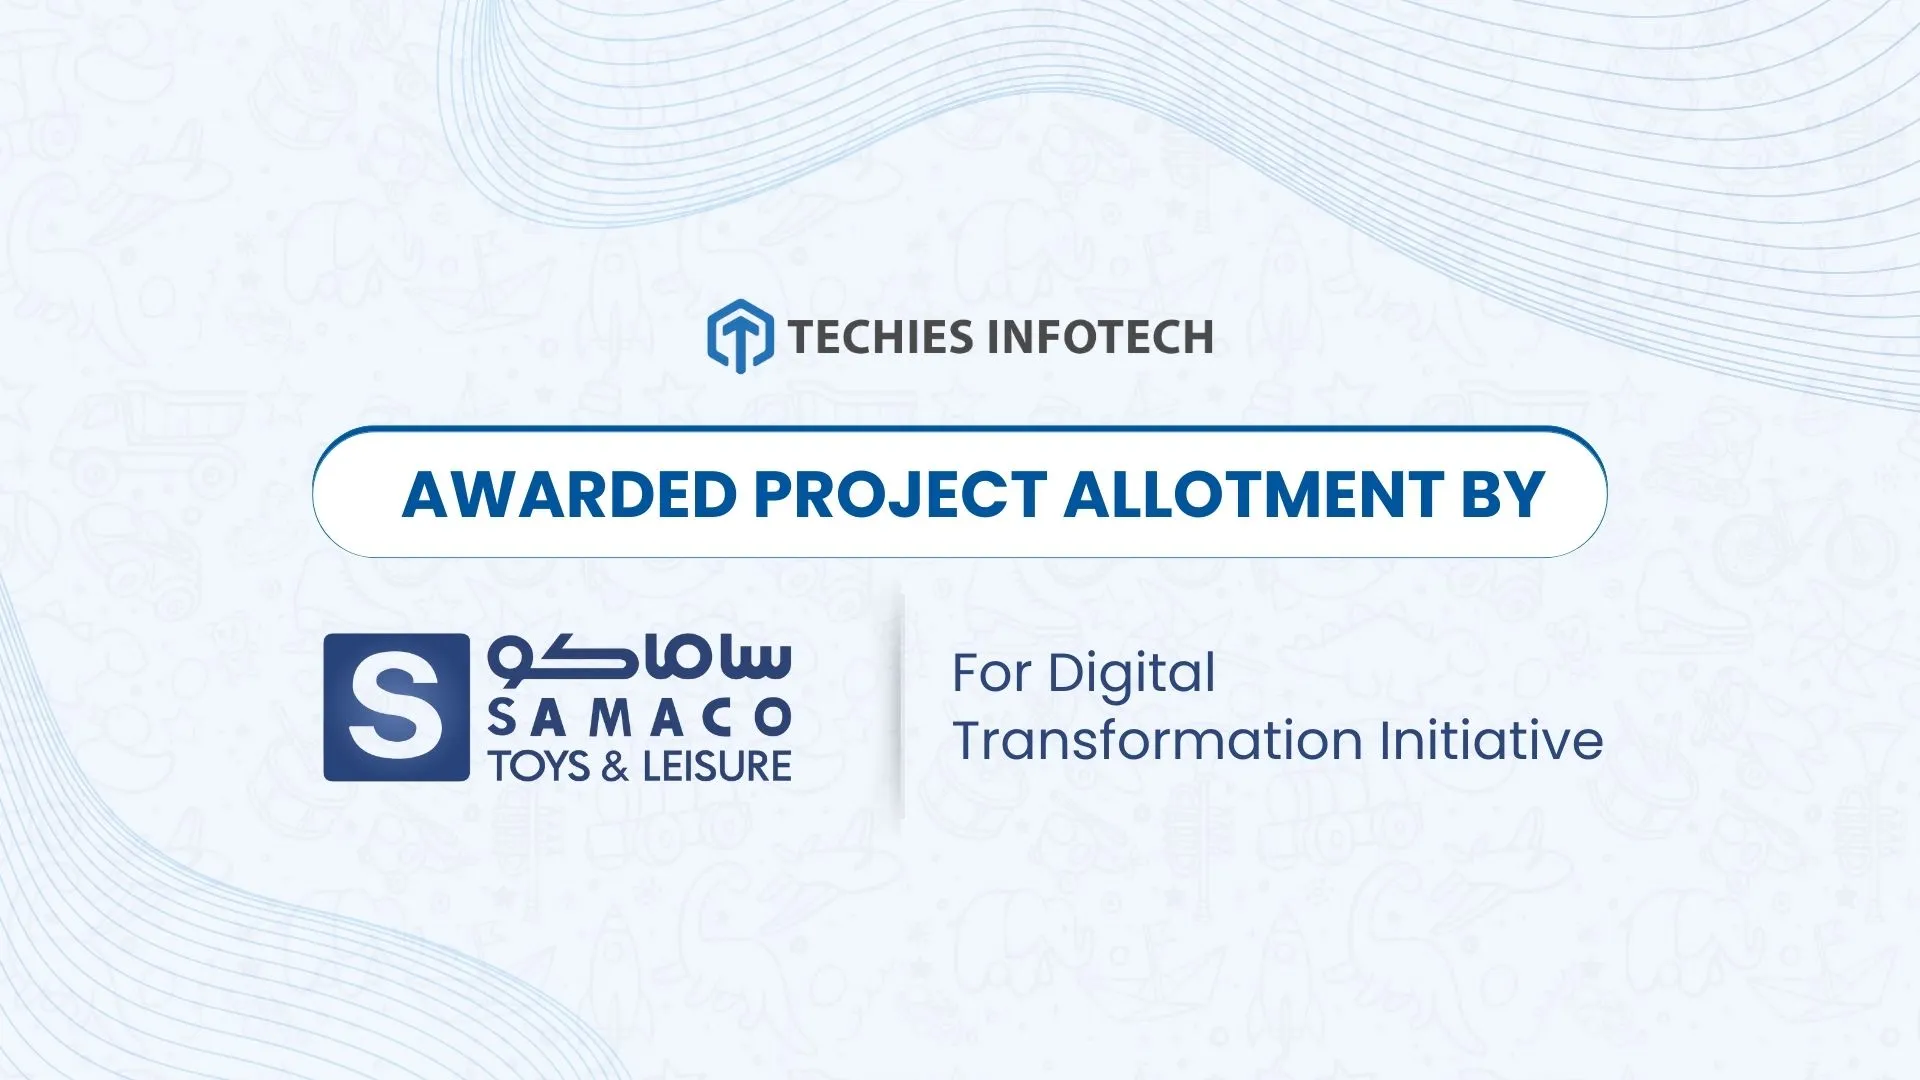 TECHIES INFOTECH
AWARDED PROJECT ALLOTMENT BY
S
ساماكو
SAMACO
TOYS & LEISURE
For Digital
Transformation Initiative